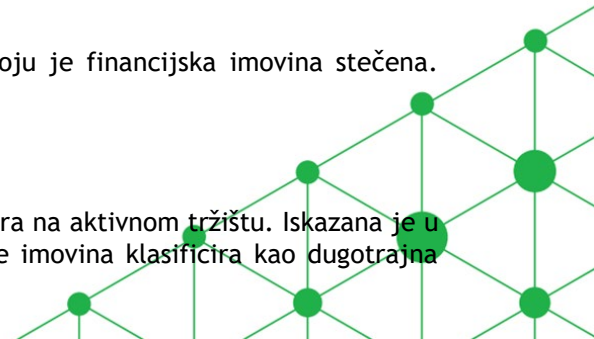 oju je financijska imovina stečena.
ra na aktivnom tržištu. Iskazana je u
e imovina klasificira kao dugotrajna